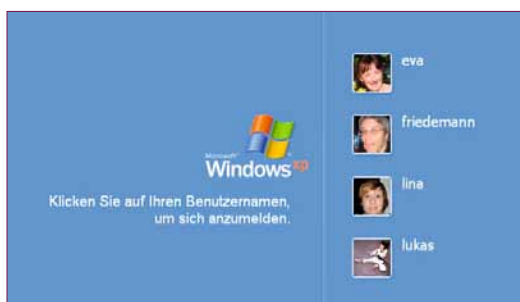 Microsoft
Windows xp
Klicken Sie auf Ihren Benutzernamen,
um sich anzumelden.
eva
friedemann
lina
lukas